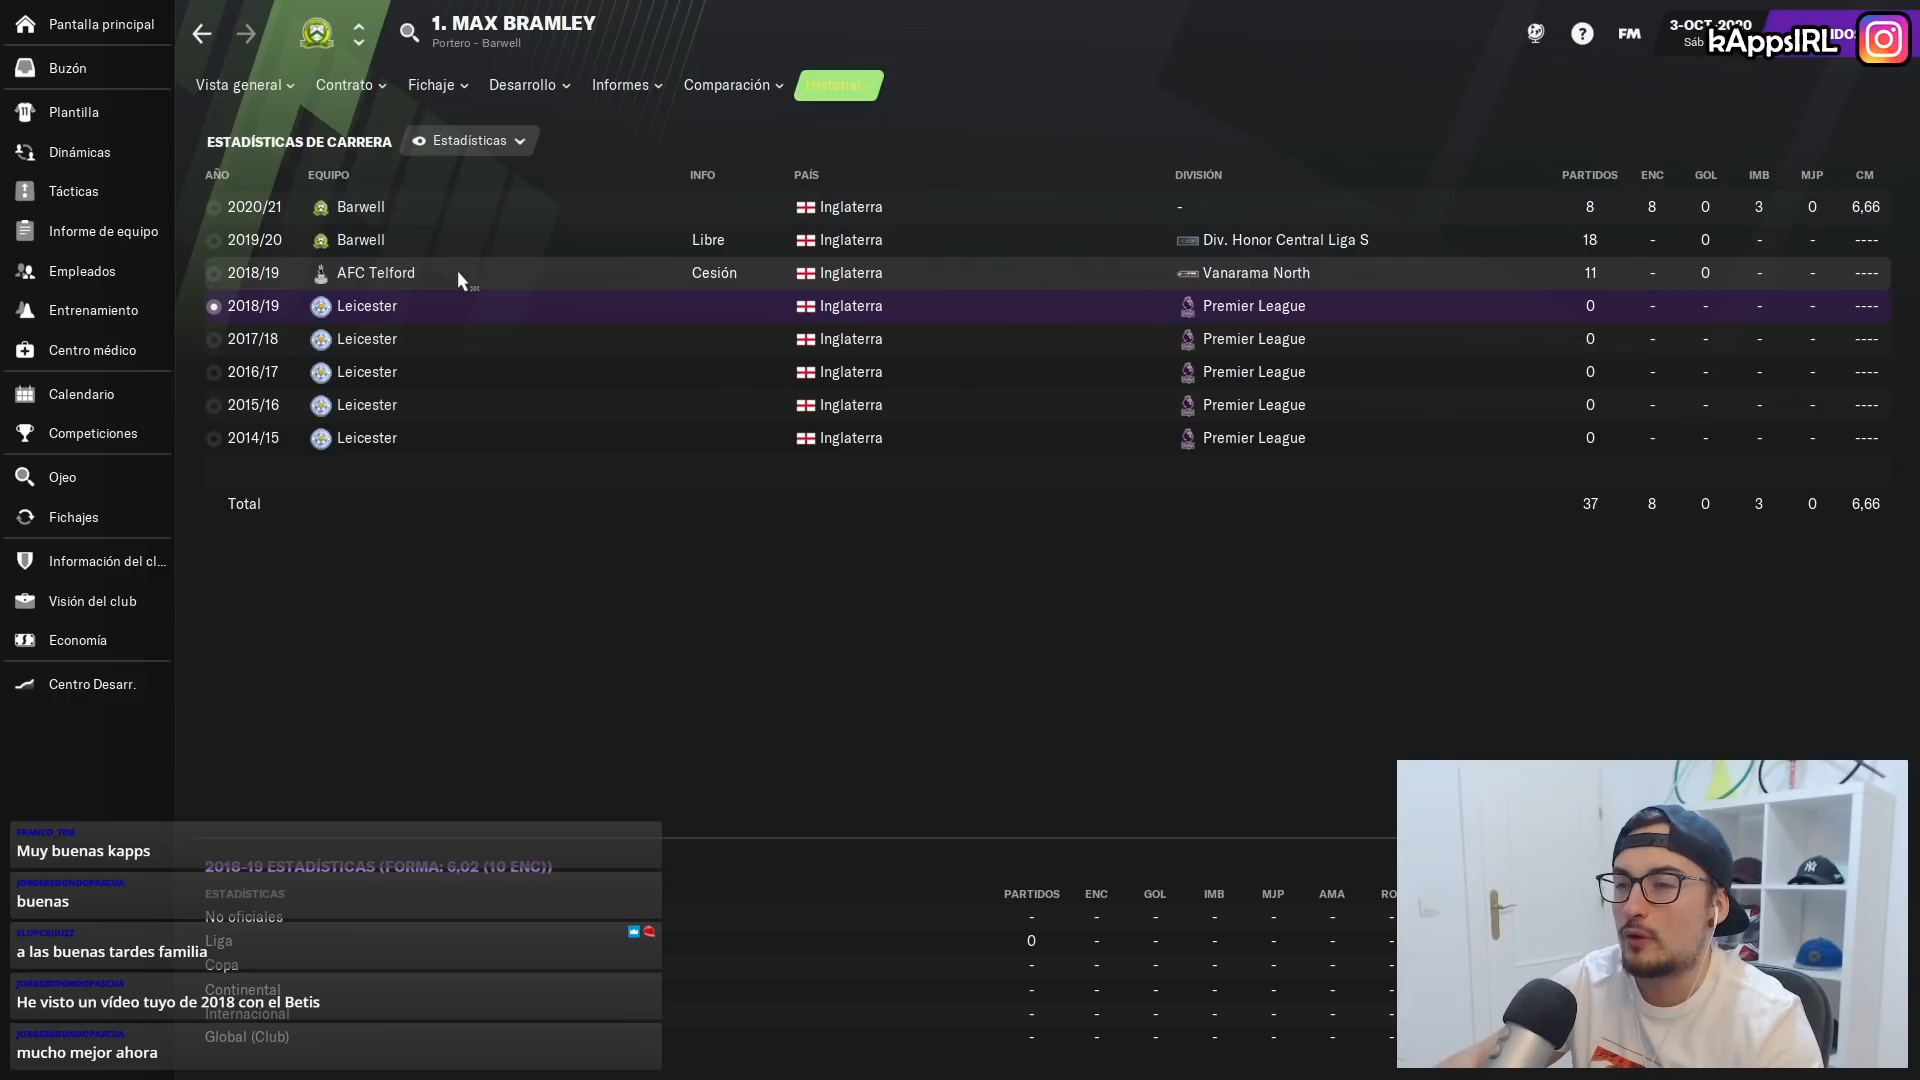 Pantalla principal
Buzón
Plantilla
Dinámicas
Tácticas
Informe de equipo
Empleados
Entrenamiento
Centro médico
Calendario
Competiciones
Ojeo
Fichajes
Información del cl...
Visión del club
Economía
Centro Desarr.
1. MAX BRAMLEY
Portero - Barwell
FM
3-OCT-2020
Sáb
kAppsIRL
Vista general
Contrato
Fichaje
Desarrollo
Informes
Comparación
Historial
ESTADÍSTICAS DE CARRERA
Estadísticas
AÑO EQUIPO INFO PAÍS DIVISIÓN PARTIDOS ENC GOL IMB MJP CM
2020/21 Barwell Inglaterra - 8 8 0 3 0 6,66
2019/20 Barwell Libre Inglaterra Div. Honor Central Liga S 18 - 0 - - ----
2018/19 AFC Telford Cesión Inglaterra Vanarama North 11 - 0 - - ----
2018/19 Leicester Inglaterra Premier League 0 - - - - ----
2017/18 Leicester Inglaterra Premier League 0 - - - - ----
2016/17 Leicester Inglaterra Premier League 0 - - - - ----
2015/16 Leicester Inglaterra Premier League 0 - - - - ----
2014/15 Leicester Inglaterra Premier League 0 - - - - ----
Total 37 8 0 3 0 6,66
2018-19 ESTADÍSTICAS (FORMA: 6,02 (10 ENC))
ESTADÍSTICAS PARTIDOS ENC GOL IMB MJP AMA RO
No oficiales - - - - - - -
Liga 0 - - - - - -
Copa - - - - - - -
Continental - - - - - - -
Internacional - - - - - - -
Global (Club) - - - - - - -
FRANCO_TDG
Muy buenas kapps
JORGEREDONDOPASCUA
buenas
a las buenas tardes familia
JORGEREDONDOPASCUA
He visto un vídeo tuyo de 2018 con el Betis
JORGEREDONDOPASCUA
mucho mejor ahora